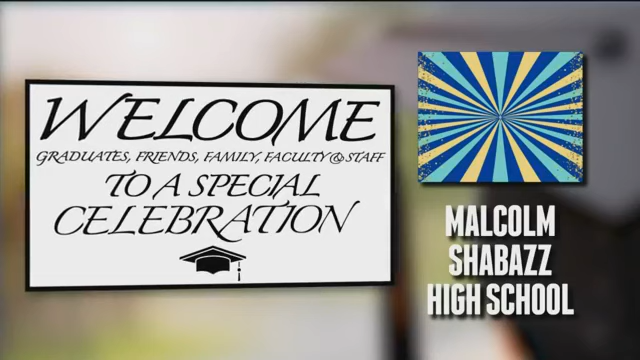 WELCOME
GRADUATES, FRIENDS, FAMILY, FACULTY & STAFF
TO A SPECIAL
CELEBRATION
MALCOLM
SHABAZZ
HIGH SCHOOL